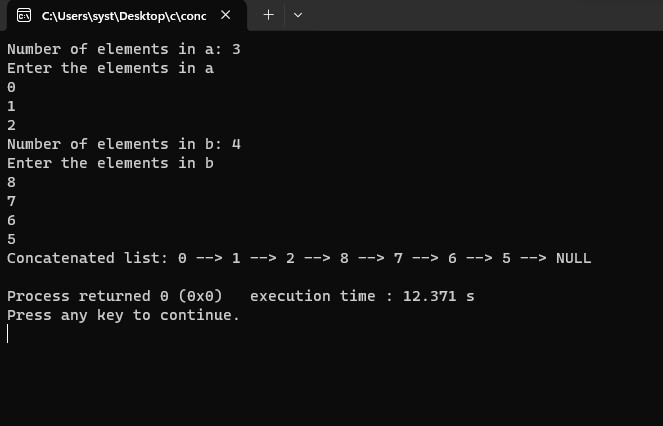 C:\Users\syst\Desktop\c\conc
Number of elements in a: 3
Enter the elements in a
0
1
2
Number of elements in b: 4
Enter the elements in b
8
7
6
5
Concatenated list: 0 --> 1 --> 2 --> 8 --> 7 --> 6 --> 5 --> NULL
Process returned 0 (0x0)   execution time : 12.371 s
Press any key to continue.